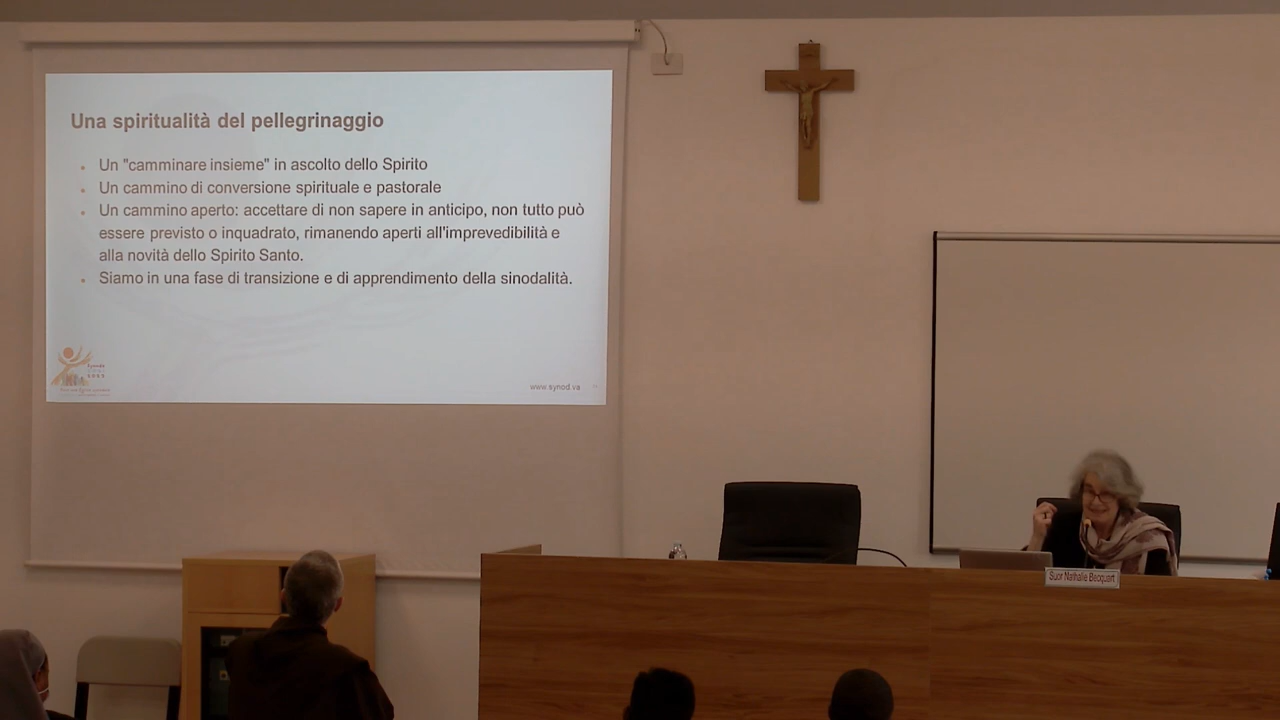 Una spiritualità del pellegrinaggio
Un "camminare insieme" in ascolto dello Spirito
Un cammino di conversione spirituale e pastorale
Un cammino aperto: accettare di non sapere in anticipo, non tutto può
essere previsto o inquadrato, rimanendo aperti all'imprevedibilità e
alla novità dello Spirito Santo.
Siamo in una fase di transizione e di apprendimento della sinodalità.
www.synod.va
Suor Nathalie Becquart